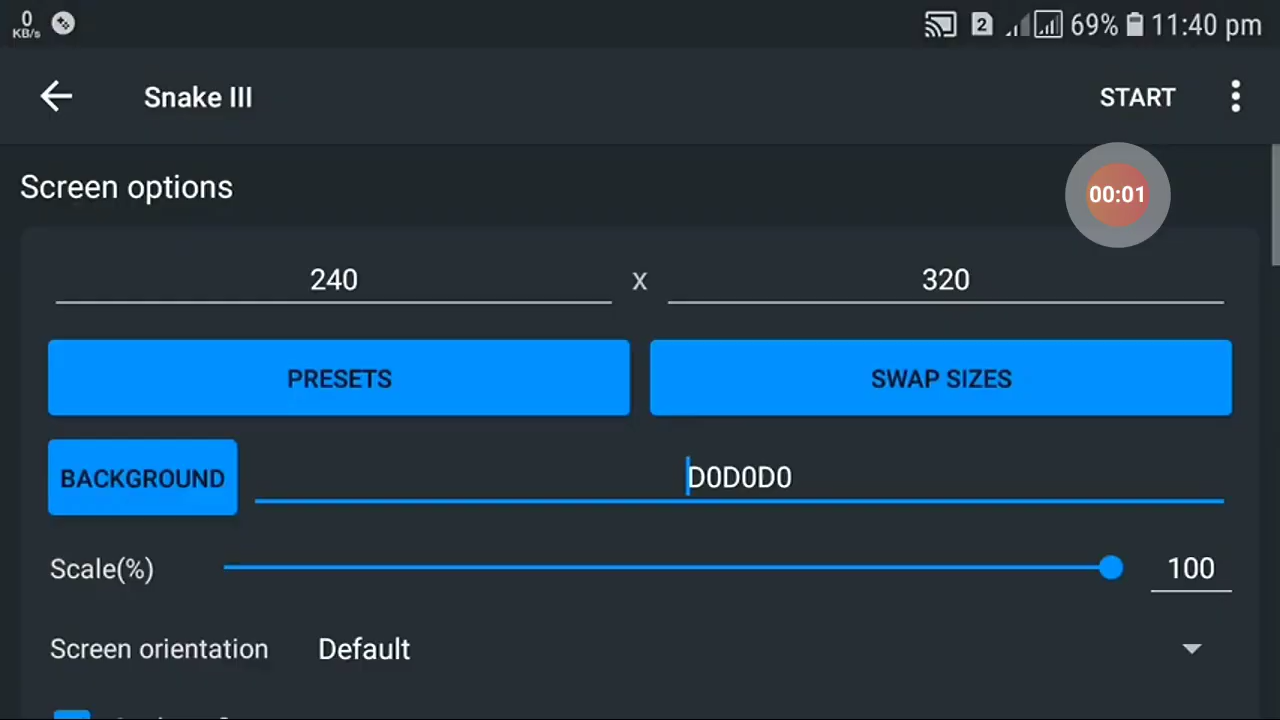 0
KB/s
2
69%
11:40 pm
Snake III
START
00:01
Screen options
240
x
320
PRESETS
SWAP SIZES
BACKGROUND
D0D0D0
Scale(%)
100
Screen orientation
Default